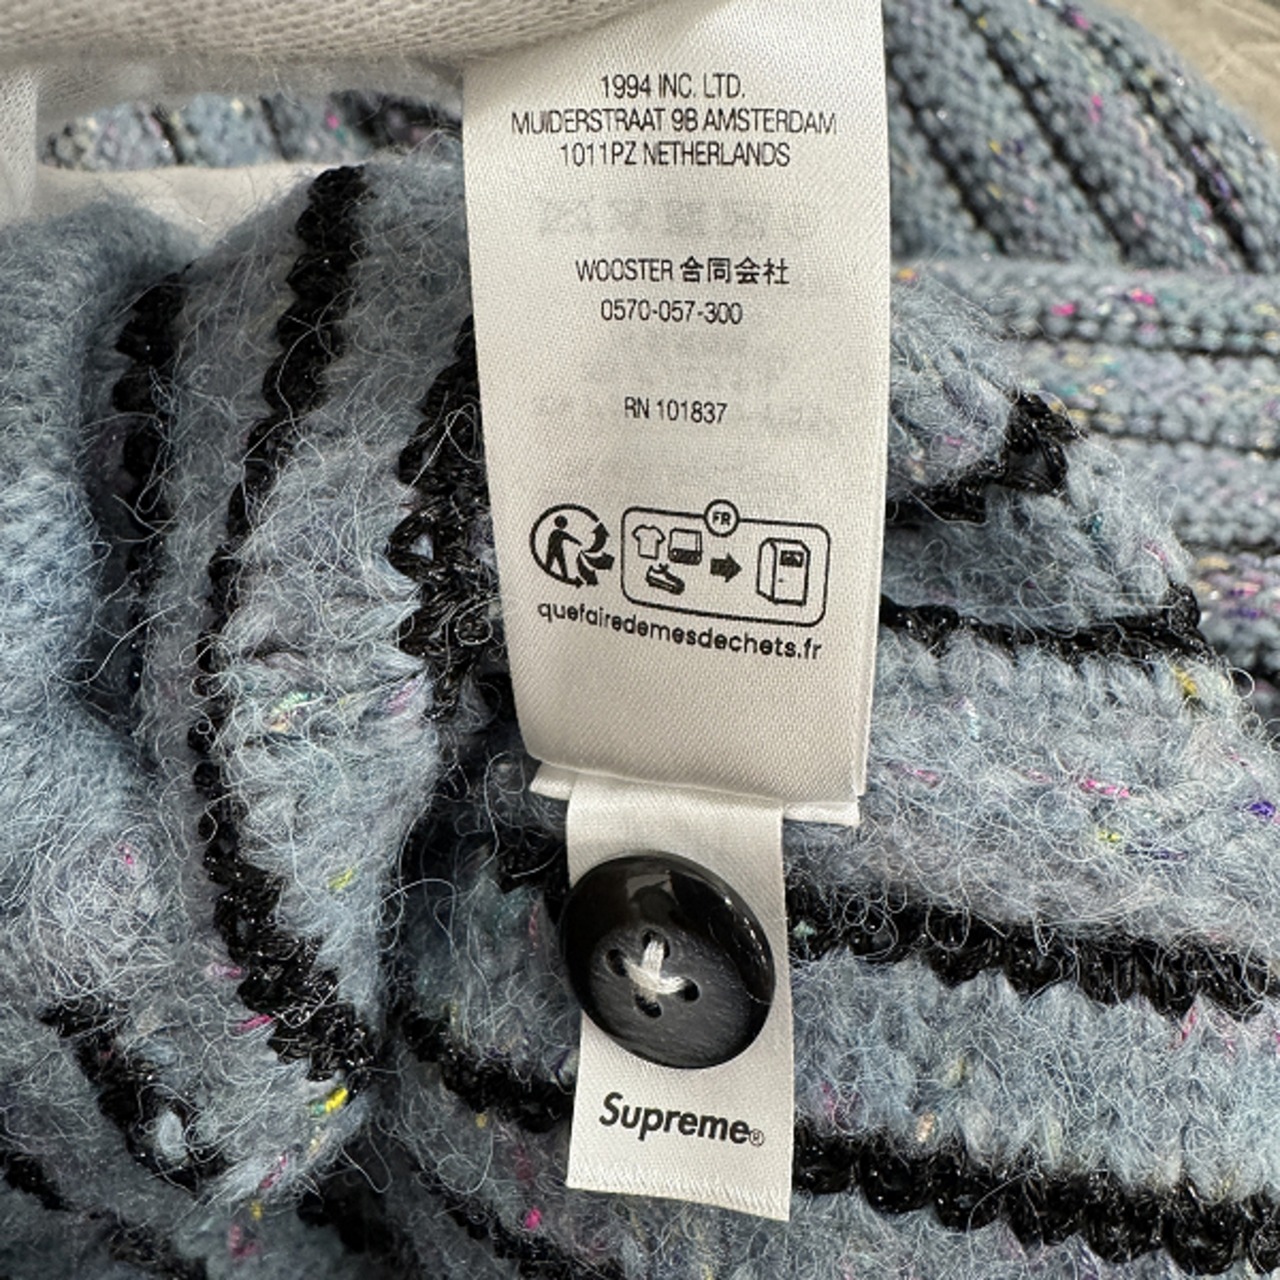 1994 INC. LTD.
MUIDERSTRAAT 9B AMSTERDAM
1011PZ NETHERLANDS
WOOSTER 合同会社
0570-057-300
RN 101837
FR
quefairedemesdechets.fr
Supreme®